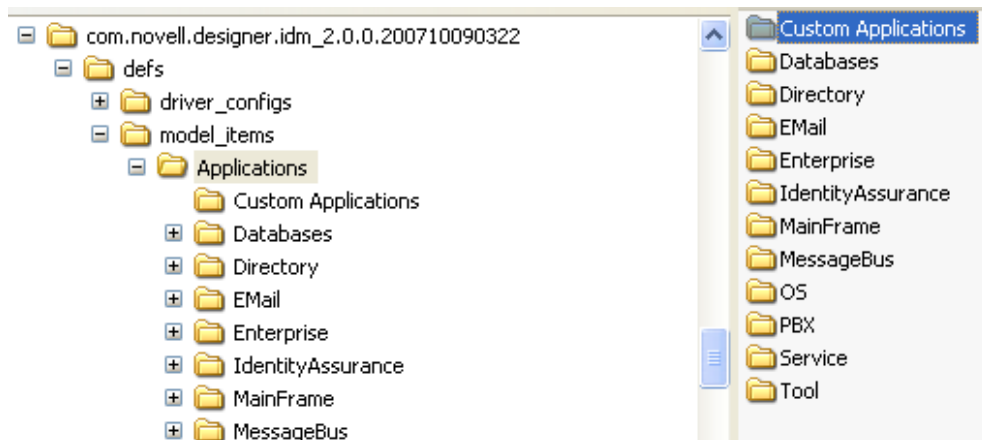 com.novell.designer.idm_2.0.0.200710090322
defs
driver_configs
model_items
Applications
Custom Applications
Databases
Directory
EMail
Enterprise
IdentityAssurance
MainFrame
MessageBus
Custom Applications
Databases
Directory
EMail
Enterprise
IdentityAssurance
MainFrame
MessageBus
OS
PBX
Service
Tool